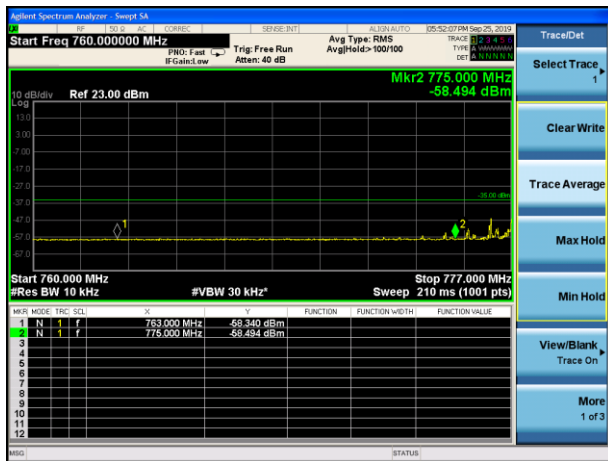 Agilent Spectrum Analyzer - Swept SA
RF 50 Ω AC CORREC SENSE:INT ALIGN AUTO 05:52:07 PM Sep 25, 2019
Start Freq 760.000000 MHz
PNO: Fast
IFGain:Low
Trig: Free Run
Atten: 40 dB
Avg Type: RMS
Avg|Hold:>100/100
TRACE 1 2 3 4 5 6
TYPE A
DET A N N N N N
Mkr2 775.000 MHz
-58.494 dBm
10 dB/div Ref 23.00 dBm
Log
13.0
3.00
-7.00
-17.0
-27.0
-35.00 dBm
-37.0
-47.0
-57.0
-67.0
1
2
Start 760.000 MHz Stop 777.000 MHz
#Res BW 10 kHz #VBW 30 kHz* Sweep 210 ms (1001 pts)
MKR MODE TRC SCL X Y FUNCTION FUNCTION WIDTH FUNCTION VALUE
1 N 1 f 763.000 MHz -58.340 dBm
2 N 1 f 775.000 MHz -58.494 dBm
3
4
5
6
7
8
9
10
11
12
MSG STATUS
Trace/Det
Select Trace
1
Clear Write
Trace Average
Max Hold
Min Hold
View/Blank
Trace On
More
1 of 3